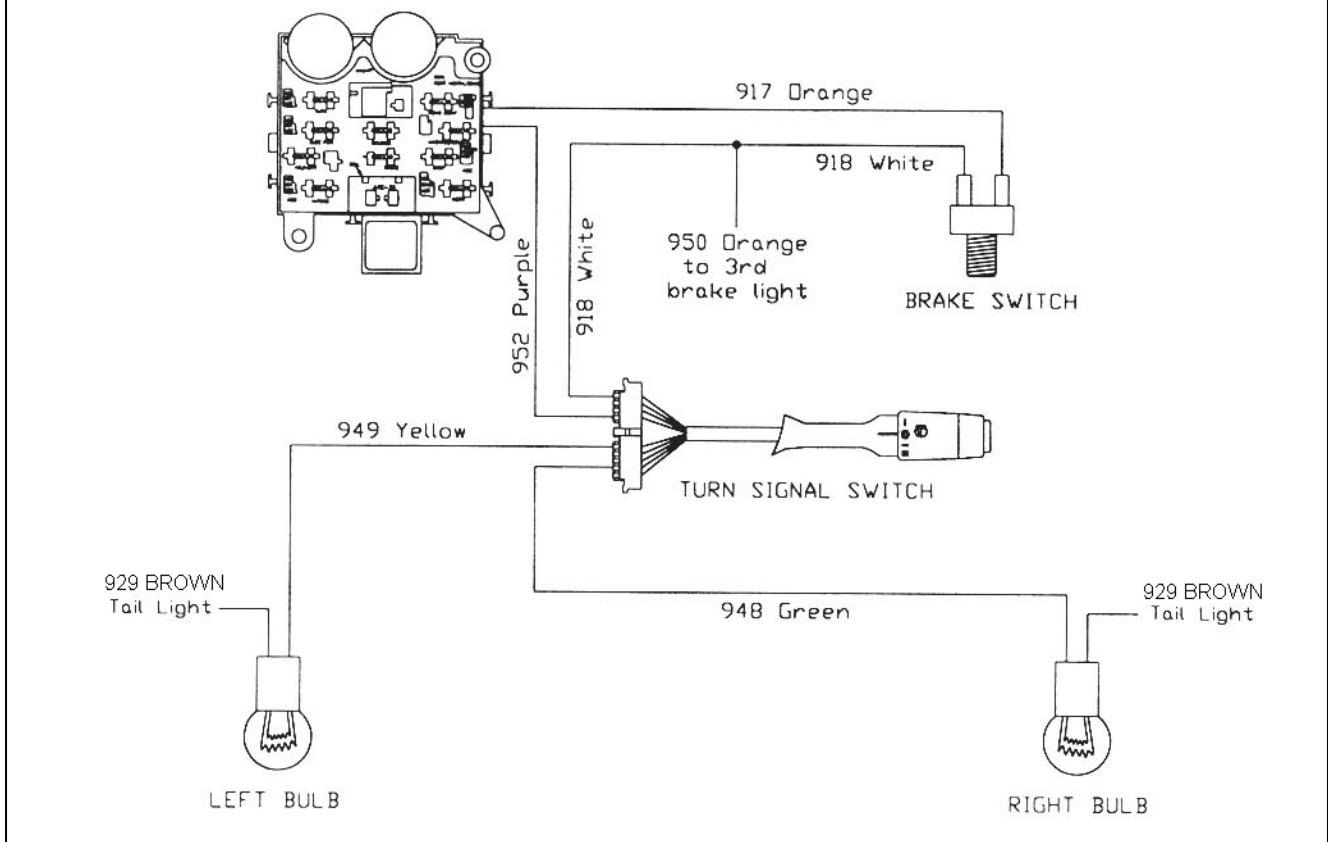 917 Orange
918 White
950 Orange
to 3rd
brake light
BRAKE SWITCH
952 Purple
918 White
949 Yellow
TURN SIGNAL SWITCH
929 BROWN
Tail Light
948 Green
929 BROWN
Tail Light
LEFT BULB
RIGHT BULB